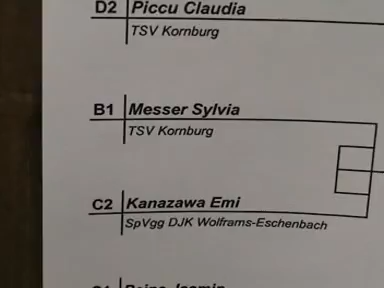 D2 Piccu Claudia
TSV Kornburg
B1 Messer Sylvia
TSV Kornburg
C2 Kanazawa Emi
SpVgg DJK Wolframs-Eschenbach